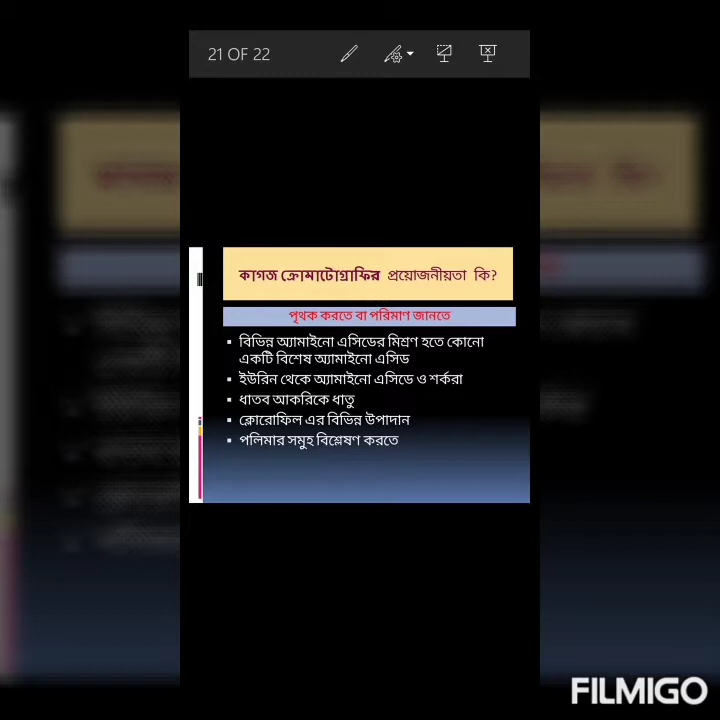 21 OF 22
কাগজ ক্রোমাটোগ্রাফির প্রয়োজনীয়তা কি?
পৃথক করতে বা পরিমাণ জানতে
▪ বিভিন্ন অ্যামাইনো এসিডের মিশ্রণ হতে কোনো
একটি বিশেষ অ্যামাইনো এসিড
▪ ইউরিন থেকে অ্যামাইনো এসিডে ও শর্করা
▪ ধাতব আকরিকে ধাতু
▪ ক্লোরোফিল এর বিভিন্ন উপাদান
▪ পলিমার সমুহ বিশ্লেষণ করতে
FILMIGO